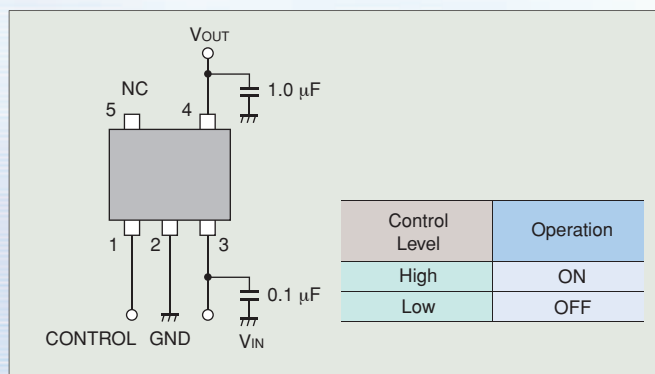 VOUT
NC
1.0 μF
5
4
1
2
3
0.1 μF
CONTROL GND
VIN
Control Level
Operation
High
ON
Low
OFF